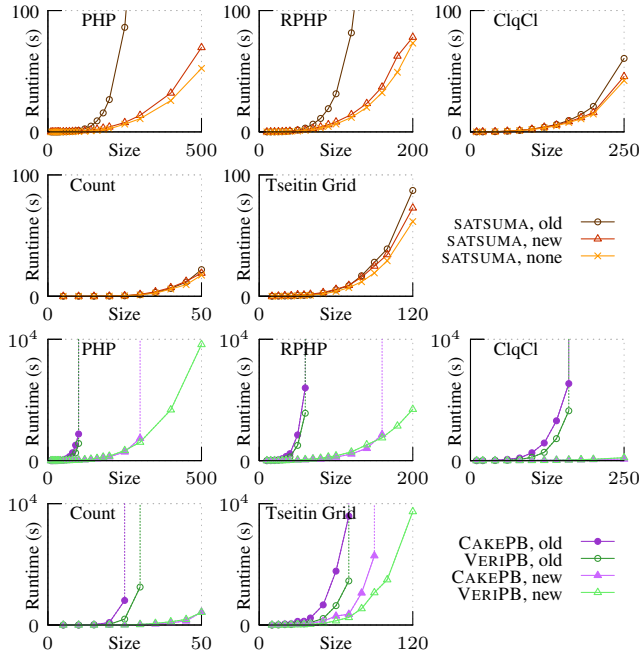 PHP RPHP ClqCl
100 100 100
Runtime (s) Runtime (s) Runtime (s)
0 0 0
0 Size 500 0 Size 200 0 Size 250
Count Tseitin Grid
100 100
Runtime (s) Runtime (s)
0 0
0 Size 50 0 Size 120
SATSUMA, old
SATSUMA, new
SATSUMA, none
PHP RPHP ClqCl
10⁴ 10⁴ 10⁴
Runtime (s) Runtime (s) Runtime (s)
0 0 0
0 Size 500 0 Size 200 0 Size 250
Count Tseitin Grid
10⁴ 10⁴
Runtime (s) Runtime (s)
0 0
0 Size 50 0 Size 120
CAKEPB, old
VERIPB, old
CAKEPB, new
VERIPB, new